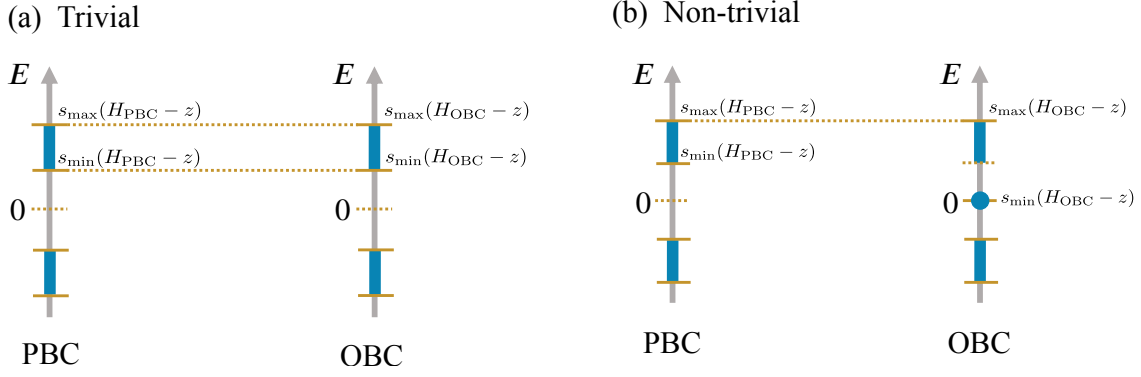 (a) Trivial
E
s_max(H_PBC − z)
s_min(H_PBC − z)
0
PBC
E
s_max(H_OBC − z)
s_min(H_OBC − z)
0
OBC
(b) Non-trivial
E
s_max(H_PBC − z)
s_min(H_PBC − z)
0
PBC
E
s_max(H_OBC − z)
0
s_min(H_OBC − z)
OBC